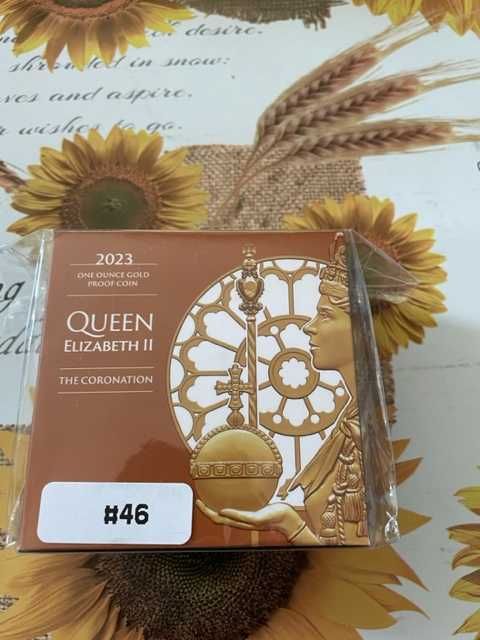 desire.
shrouded in snow:
and aspire.
wishes to go.
2023
ONE OUNCE GOLD
PROOF COIN
QUEEN
ELIZABETH II
THE CORONATION
#46